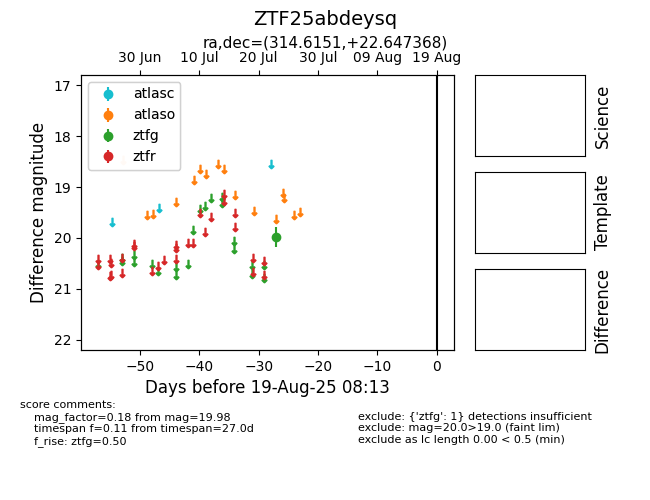 ZTF25abdeysq
ra,dec=(314.6151,+22.647368)
30 Jun 10 Jul 20 Jul 30 Jul 09 Aug 19 Aug
17
18
19
20
21
22
Difference magnitude
atlasc
atlaso
ztfg
ztfr
Science
Template
Difference
−50 −40 −30 −20 −10 0
Days before 19-Aug-25 08:13
score comments:
mag_factor=0.18 from mag=19.98
timespan f=0.11 from timespan=27.0d
f_rise: ztfg=0.50
exclude: {'ztfg': 1} detections insufficient
exclude: mag=20.0>19.0 (faint lim)
exclude as lc length 0.00 < 0.5 (min)